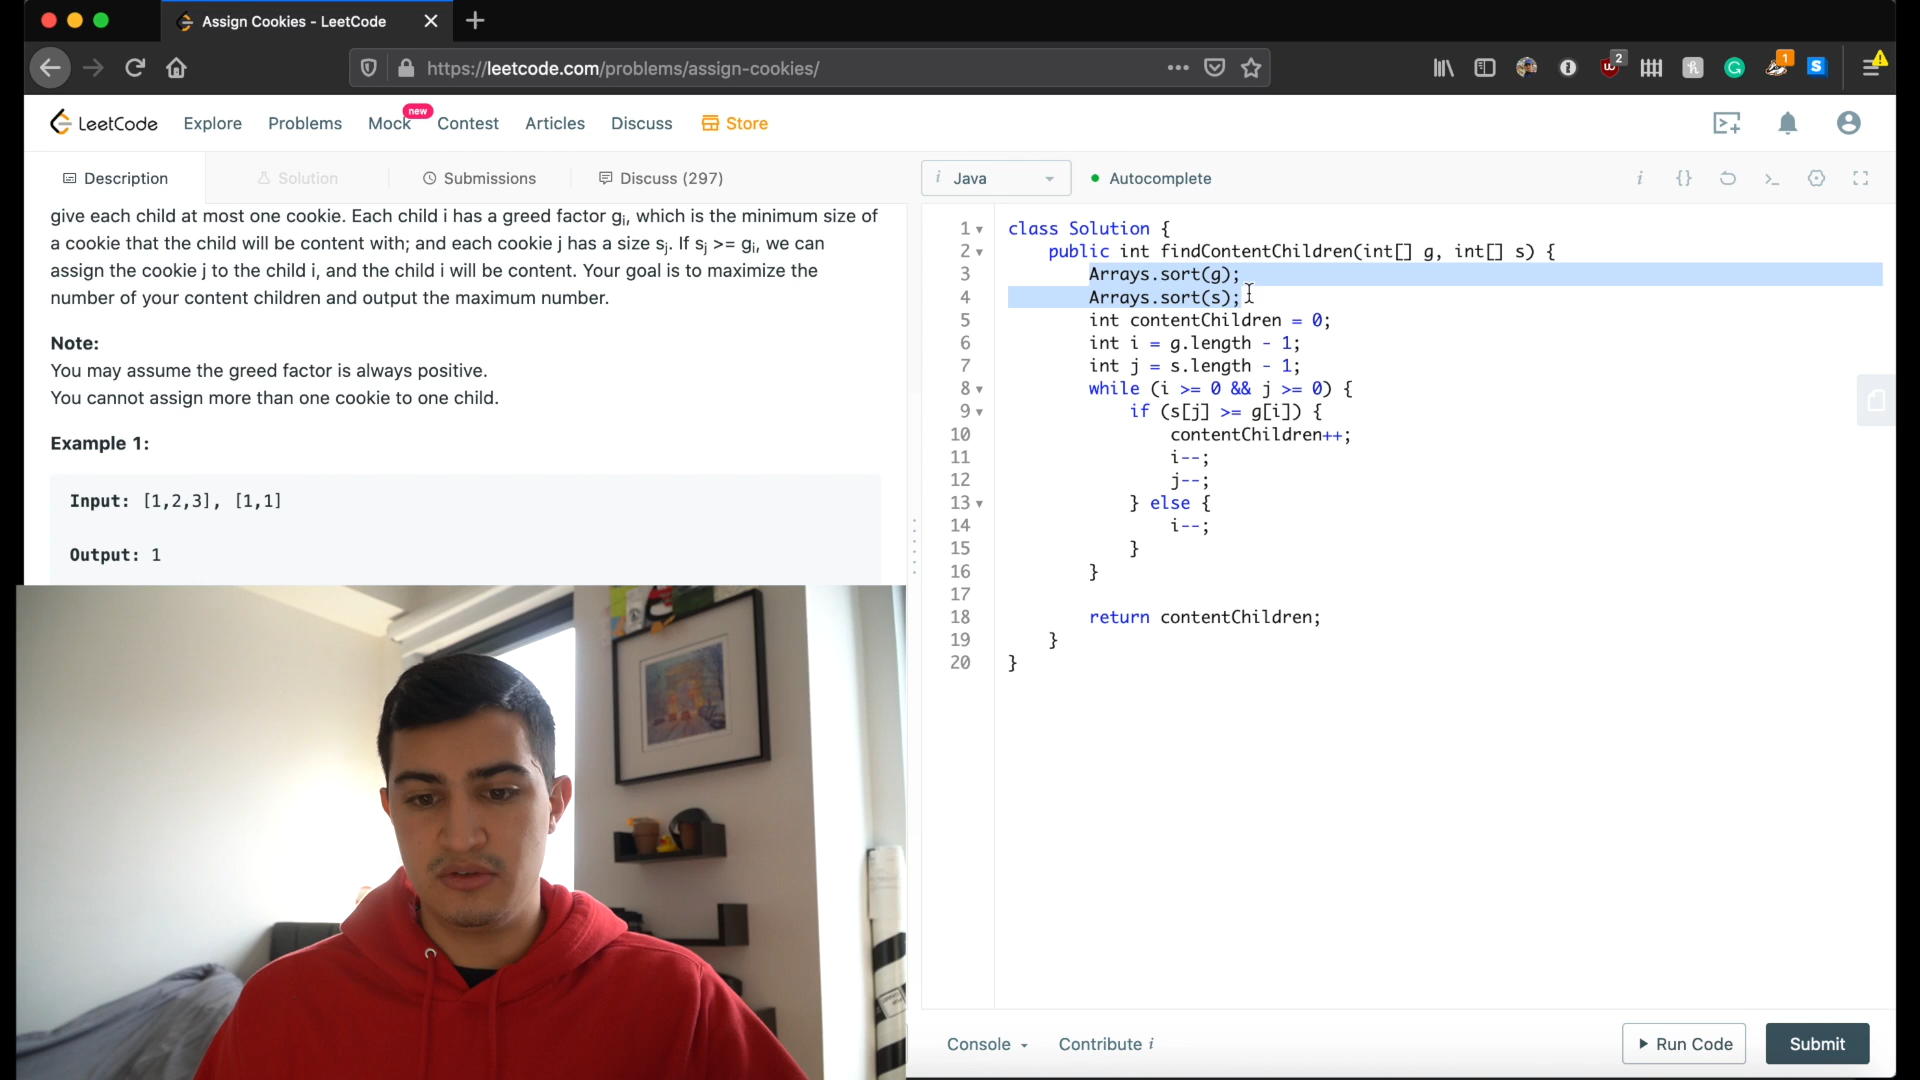 Assign Cookies - LeetCode
https://leetcode.com/problems/assign-cookies/
2
1
LeetCode
Explore
Problems
Mock
new
Contest
Articles
Discuss
Store
Description
Solution
Submissions
Discuss (297)
give each child at most one cookie. Each child i has a greed factor gi, which is the minimum size of
a cookie that the child will be content with; and each cookie j has a size sj. If sj >= gi, we can
assign the cookie j to the child i, and the child i will be content. Your goal is to maximize the
number of your content children and output the maximum number.
Note:
You may assume the greed factor is always positive.
You cannot assign more than one cookie to one child.
Example 1:
Input: [1,2,3], [1,1]
Output: 1
i Java
Autocomplete
i {}
1 class Solution {
2 public int findContentChildren(int[] g, int[] s) {
3 Arrays.sort(g);
4 Arrays.sort(s);
5 int contentChildren = 0;
6 int i = g.length - 1;
7 int j = s.length - 1;
8 while (i >= 0 && j >= 0) {
9 if (s[j] >= g[i]) {
10 contentChildren++;
11 i--;
12 j--;
13 } else {
14 i--;
15 }
16 }
17
18 return contentChildren;
19 }
20 }
Console
Contribute i
Run Code
Submit